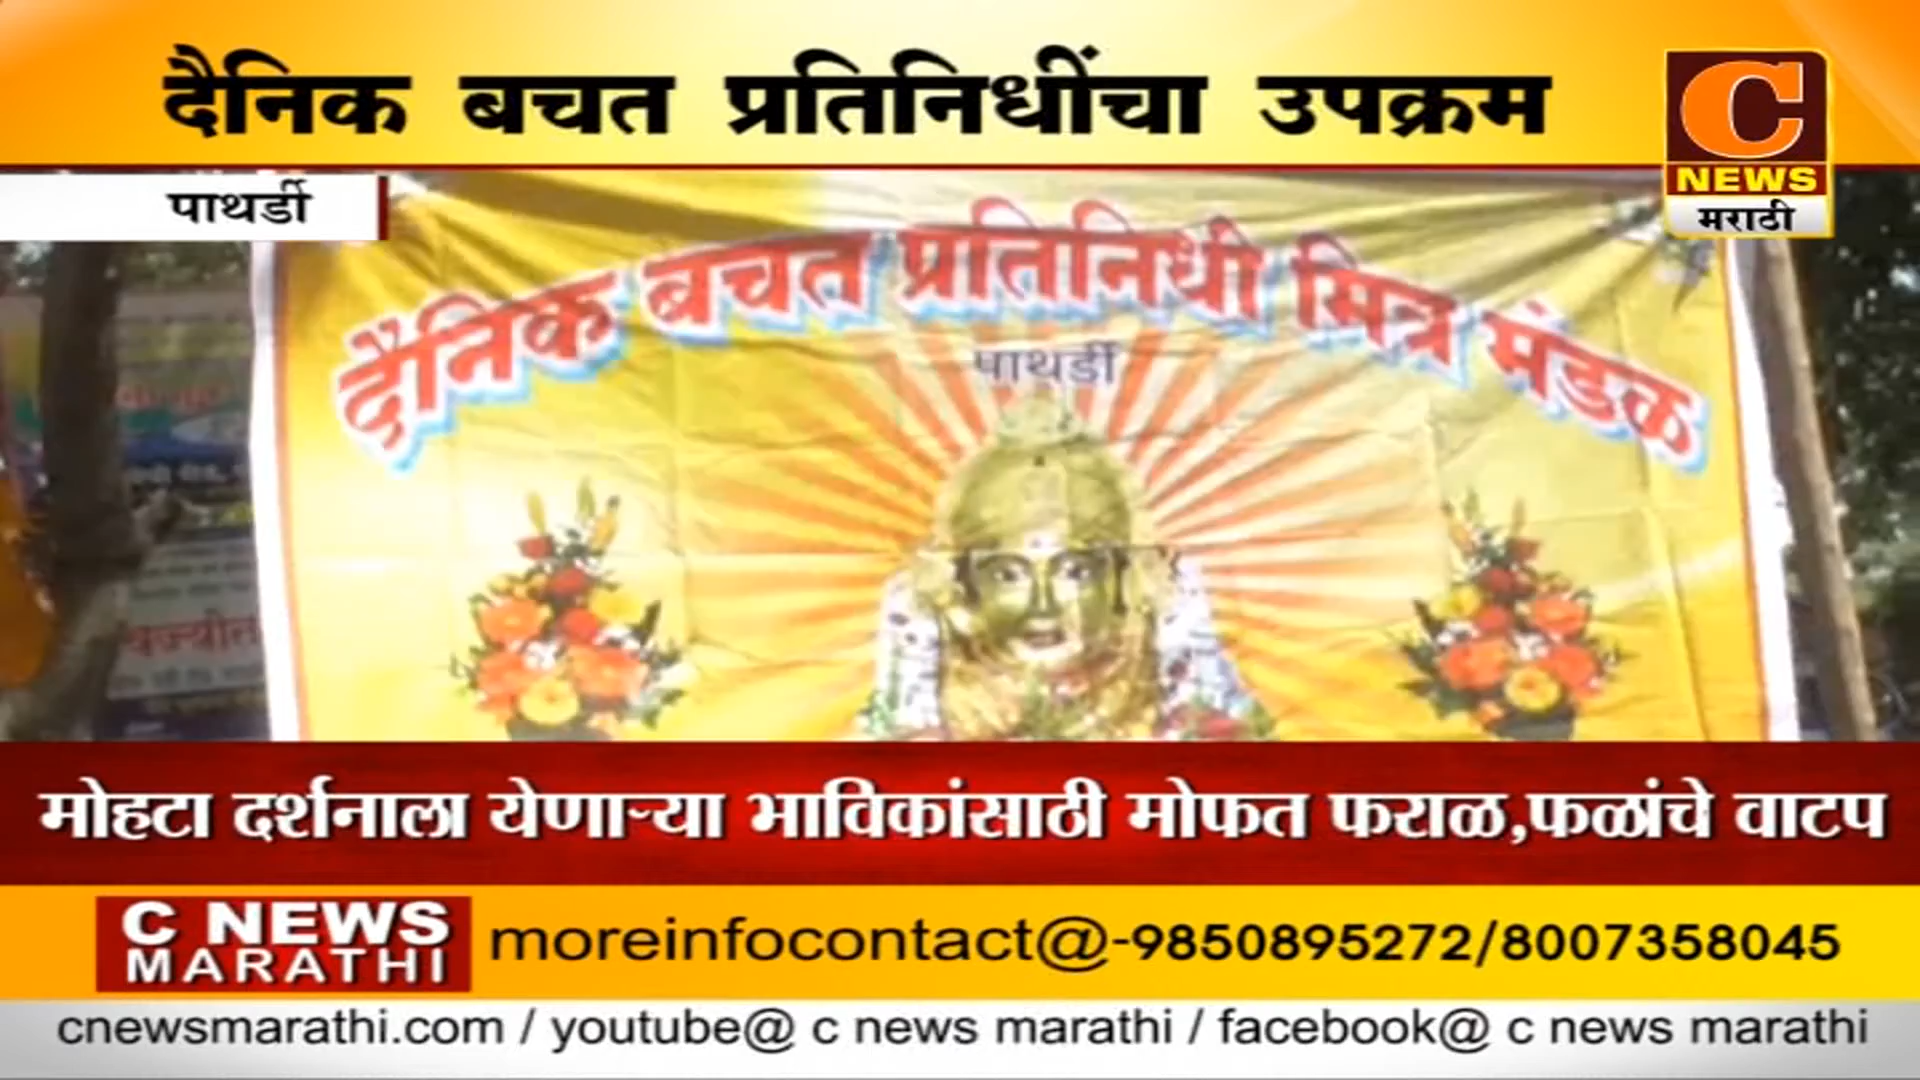 दैनिक बचत प्रतिनिधींचा उपक्रम
C
NEWS
मराठी
पाथर्डी
दैनिक बचत प्रतिनिधी मित्र मंडळ
पाथर्डी
मोहटा दर्शनाला येणाऱ्या भाविकांसाठी मोफत फराळ,फळांचे वाटप
C NEWS
MARATHI
moreinfocontact@-9850895272/8007358045
cnewsmarathi.com / youtube@ c news marathi / facebook@ c news marathi